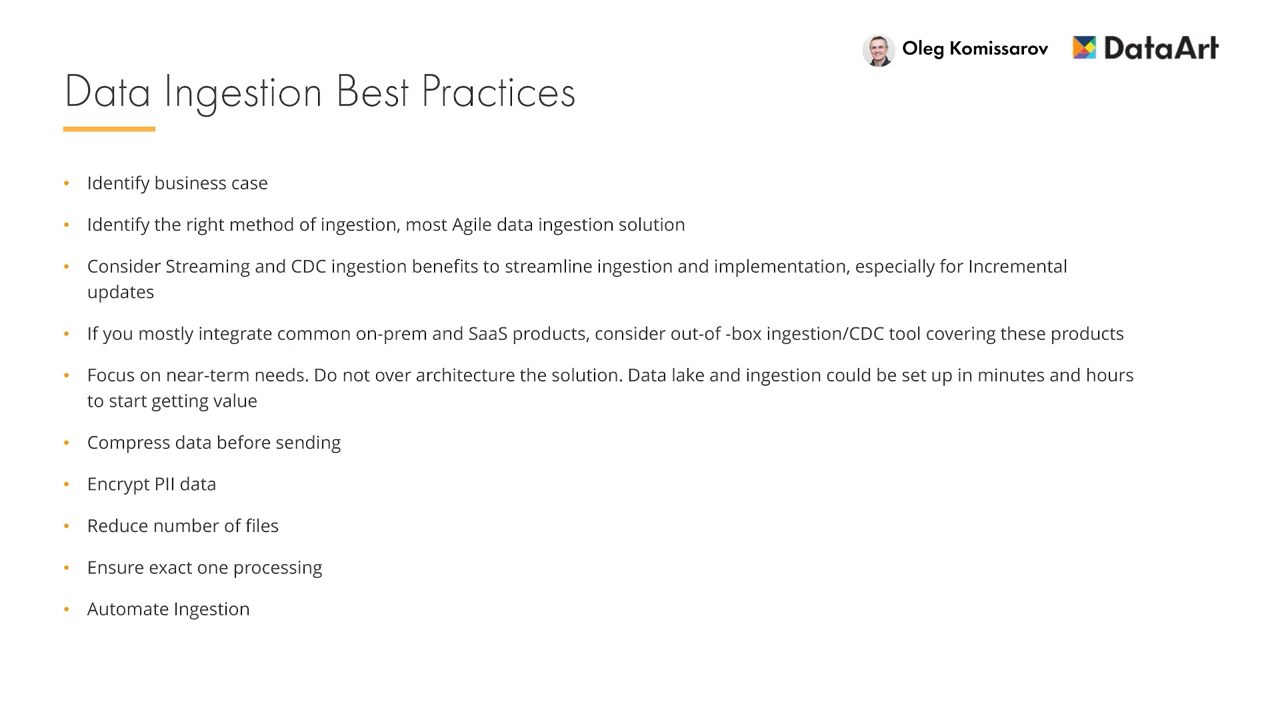 Oleg Komissarov
DataArt
Data Ingestion Best Practices
• Identify business case
• Identify the right method of ingestion, most Agile data ingestion solution
• Consider Streaming and CDC ingestion benefits to streamline ingestion and implementation, especially for Incremental
updates
• If you mostly integrate common on-prem and SaaS products, consider out-of -box ingestion/CDC tool covering these products
• Focus on near-term needs. Do not over architecture the solution. Data lake and ingestion could be set up in minutes and hours
to start getting value
• Compress data before sending
• Encrypt PII data
• Reduce number of files
• Ensure exact one processing
• Automate Ingestion